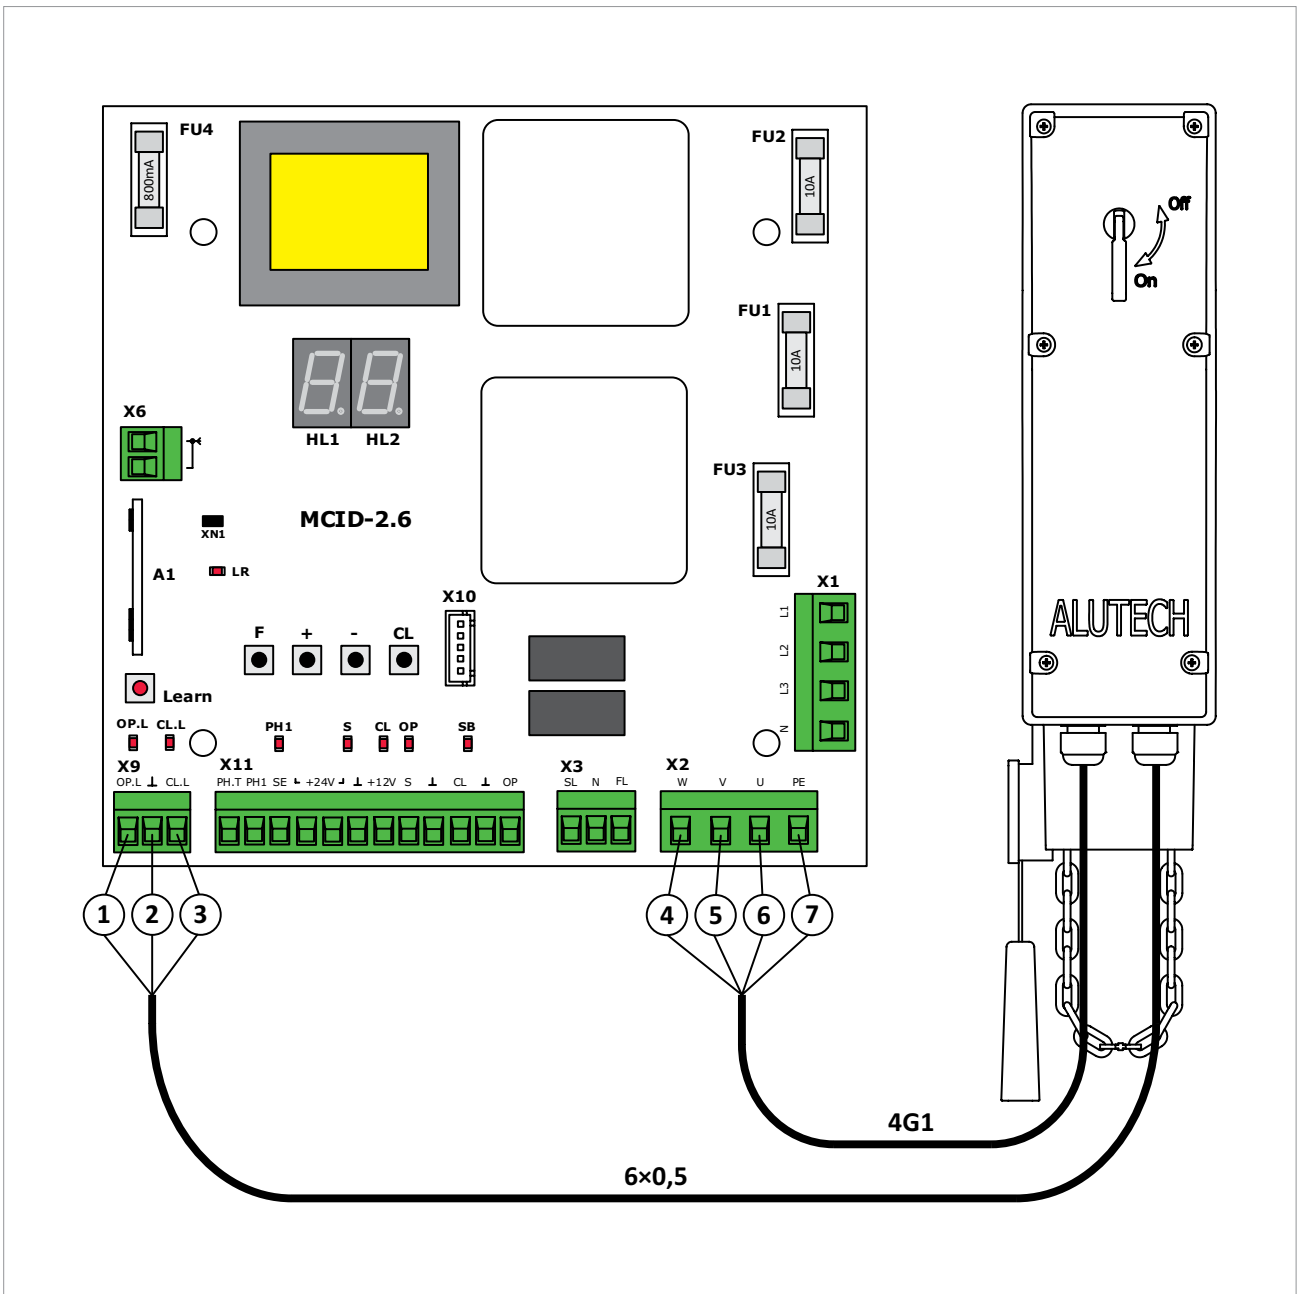 FU4
800mA
FU2
10A
Off
On
FU1
10A
HL1 HL2
X6
FU3
10A
MCID-2.6
XN1
A1
LR
X10
X1
L1
L2
L3
N
ALUTECH
F + - CL
Learn
OP.L CL.L PH1 S CL OP SB
X9 X11 X3 X2
OP.L ⊥ CL.L PH.T PH1 SE +24V ⊥ +12V S ⊥ CL ⊥ OP SL N FL W V U PE
1 2 3 4 5 6 7
4G1
6×0,5